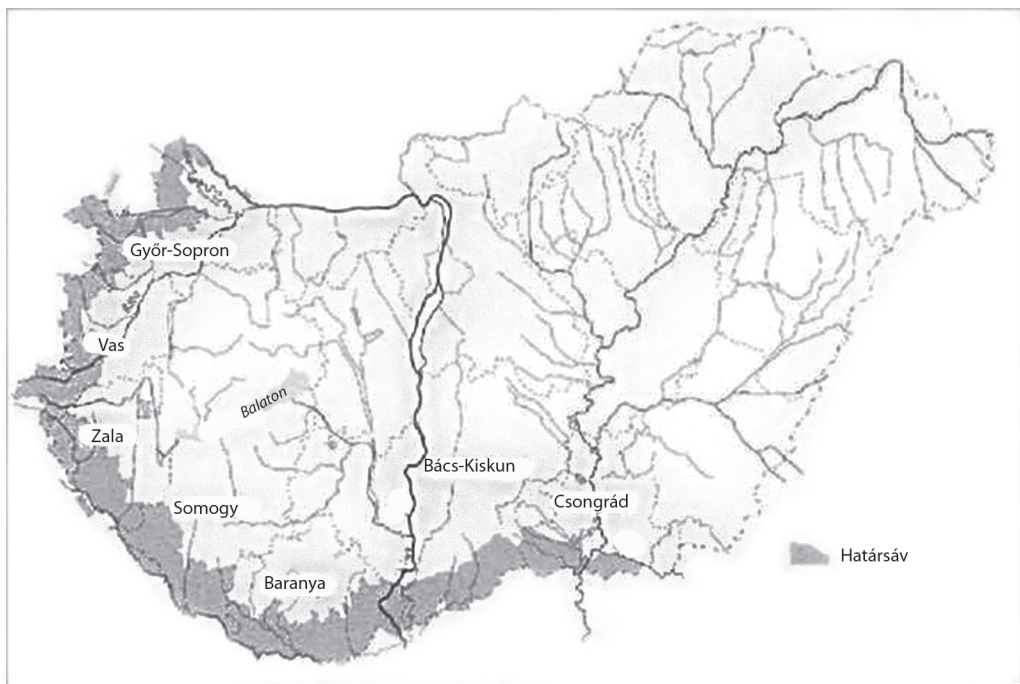 Győr-Sopron
Vas
Balaton
Zala
Bács-Kiskun
Somogy
Csongrád
Határsáv
Baranya